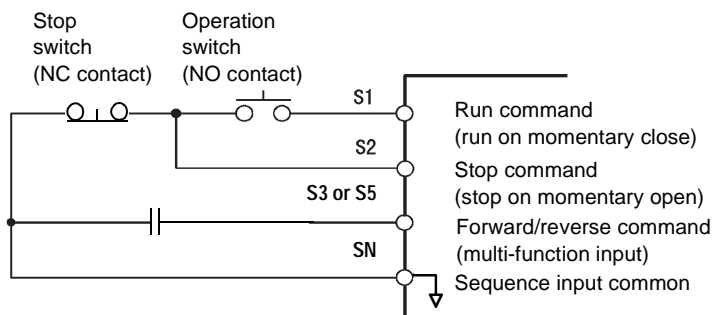 Stop
switch
(NC contact)
Operation
switch
(NO contact)
S1
Run command
(run on momentary close)
S2
Stop command
(stop on momentary open)
S3 or S5
Forward/reverse command
(multi-function input)
SN
Sequence input common